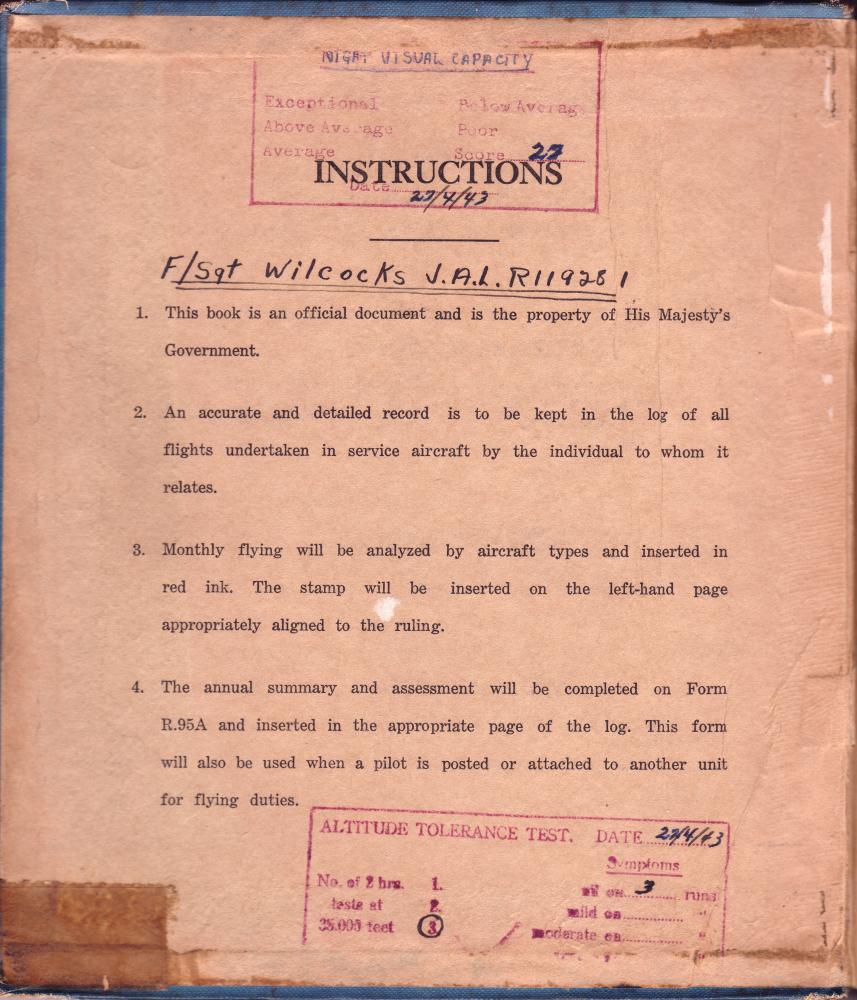 NIGHT VISUAL CAPACITY
Exceptional Below Average
Above Average Poor
Average Score 27
INSTRUCTIONS
Date 27/4/43
F/Sgt Wilcocks J.A.L. R119281
1. This book is an official document and is the property of His Majesty's
Government.
2. An accurate and detailed record is to be kept in the log of all
flights undertaken in service aircraft by the individual to whom it
relates.
3. Monthly flying will be analyzed by aircraft types and inserted in
red ink. The stamp will be inserted on the left-hand page
appropriately aligned to the ruling.
4. The annual summary and assessment will be completed on Form
R.95A and inserted in the appropriate page of the log. This form
will also be used when a pilot is posted or attached to another unit
for flying duties.
ALTITUDE TOLERANCE TEST. DATE 27/4/43
Symptoms
No. of 2 hrs. 1. nil on 3 runs
tests at 2. mild on "
35,000 feet 3 moderate on "